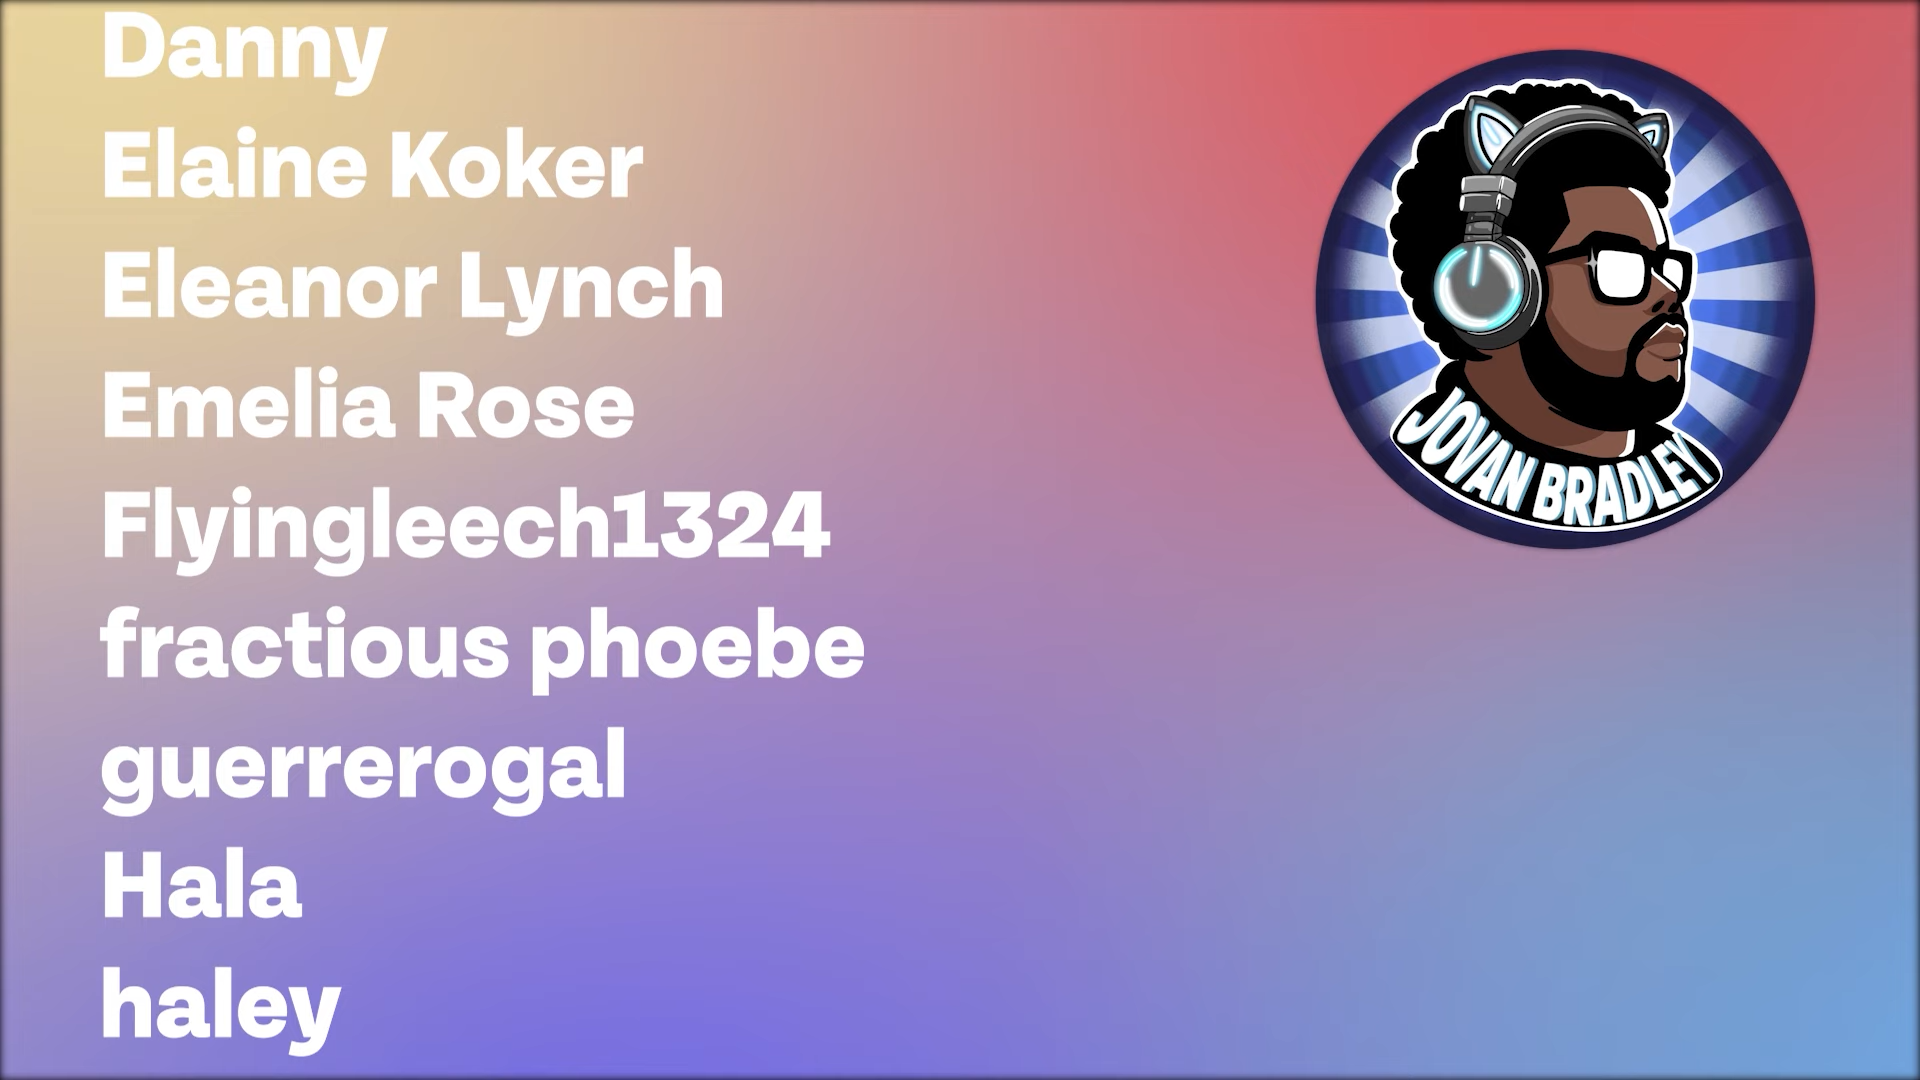 Danny
Elaine Koker
Eleanor Lynch
Emelia Rose
Flyingleech1324
fractious phoebe
guerrerogal
Hala
haley
JOVAN BRADLEY